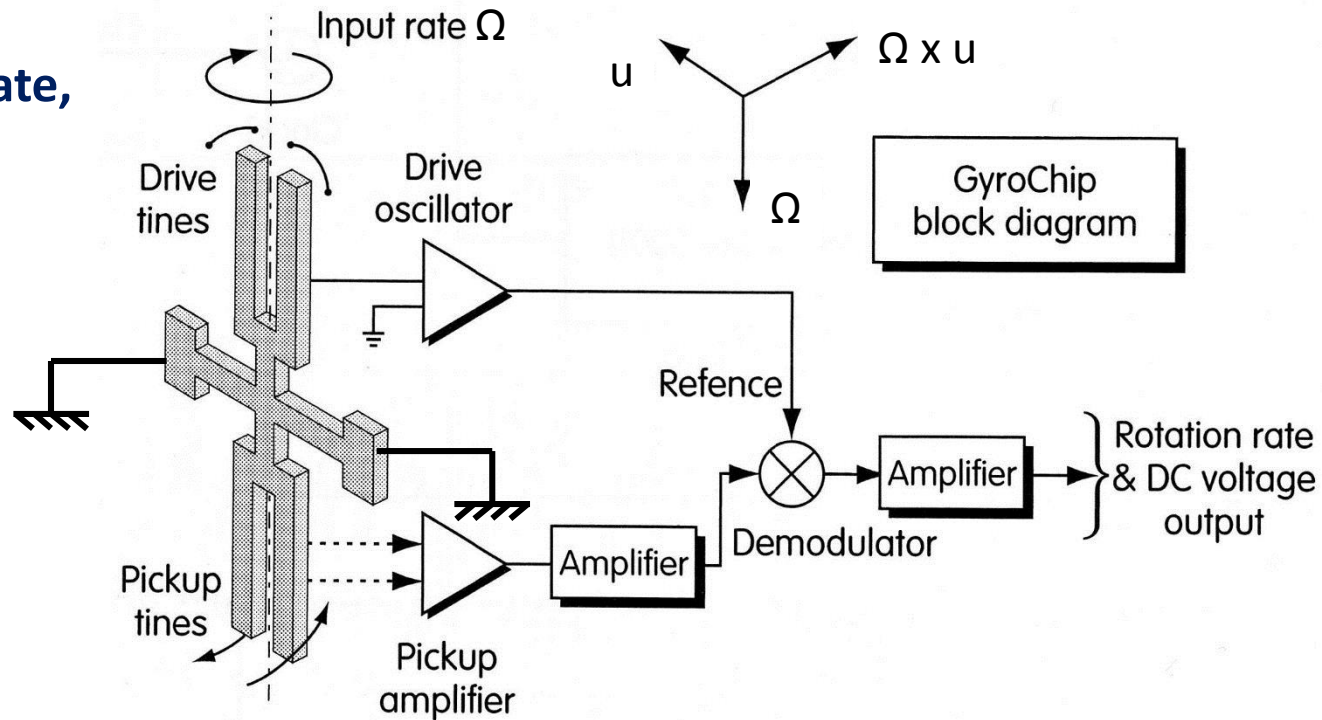 Input rate Ω
ate,
u
Ω x u
Ω
Drive
tines
Drive
oscillator
GyroChip
block diagram
Refence
Amplifier
Rotation rate
& DC voltage
output
Demodulator
Amplifier
Pickup
tines
Pickup
amplifier